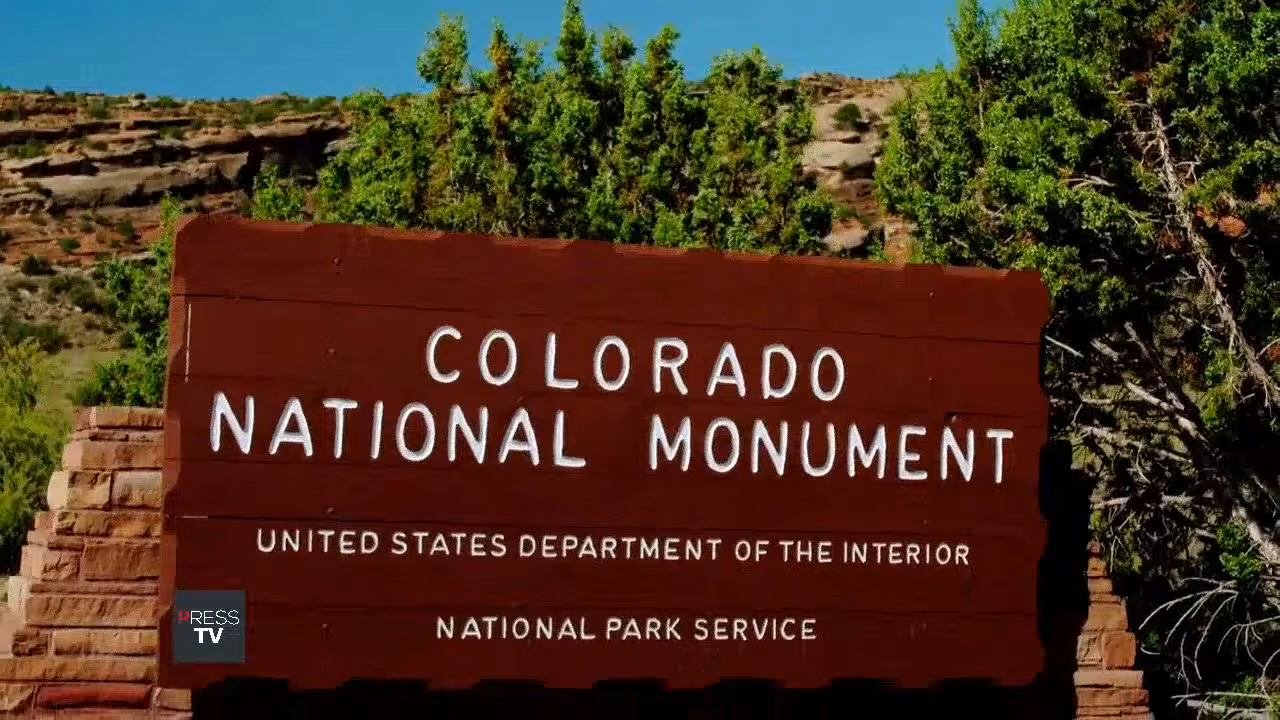 COLORADO
NATIONAL MONUMENT
UNITED STATES DEPARTMENT OF THE INTERIOR
NATIONAL PARK SERVICE
PRESS
TV